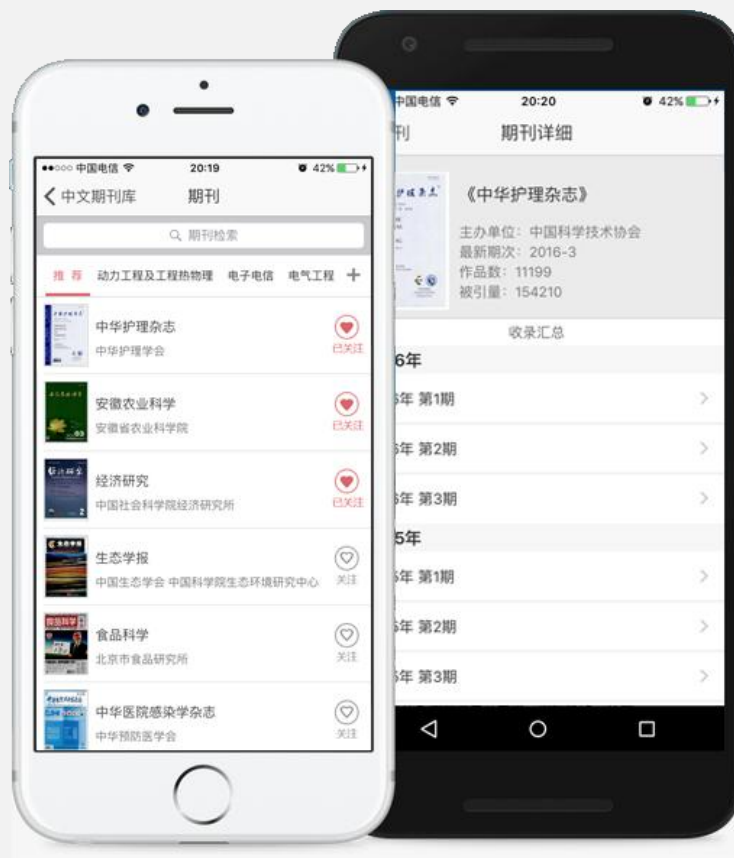 中国电信
20:19
42%
中文期刊库
期刊
期刊检索
推荐 动力工程及工程热物理 电子电信 电气工程 +
中华护理杂志
中华护理学会
已关注
安徽农业科学
安徽省农业科学院
已关注
经济研究
中国社会科学院经济研究所
已关注
生态学报
中国生态学会 中国科学院生态环境研究中心
关注
食品科学
北京市食品研究所
关注
中华医院感染学杂志
中华预防医学会
关注
中国电信
20:20
42%
刊
期刊详细
《中华护理杂志》
主办单位：中国科学技术协会
最新期次：2016-3
作品数：11199
被引量：154210
收录汇总
6年
6年 第1期
6年 第2期
6年 第3期
5年
5年 第1期
5年 第2期
5年 第3期